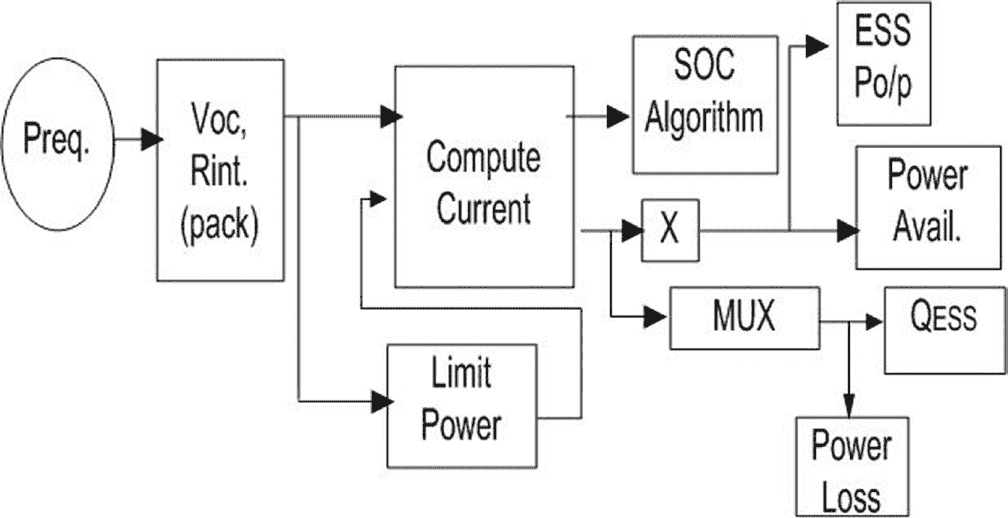 Preq.
Voc,
Rint.
(pack)
Compute
Current
Limit
Power
SOC
Algorithm
X
ESS
Po/p
Power
Avail.
MUX
QESS
Power
Loss